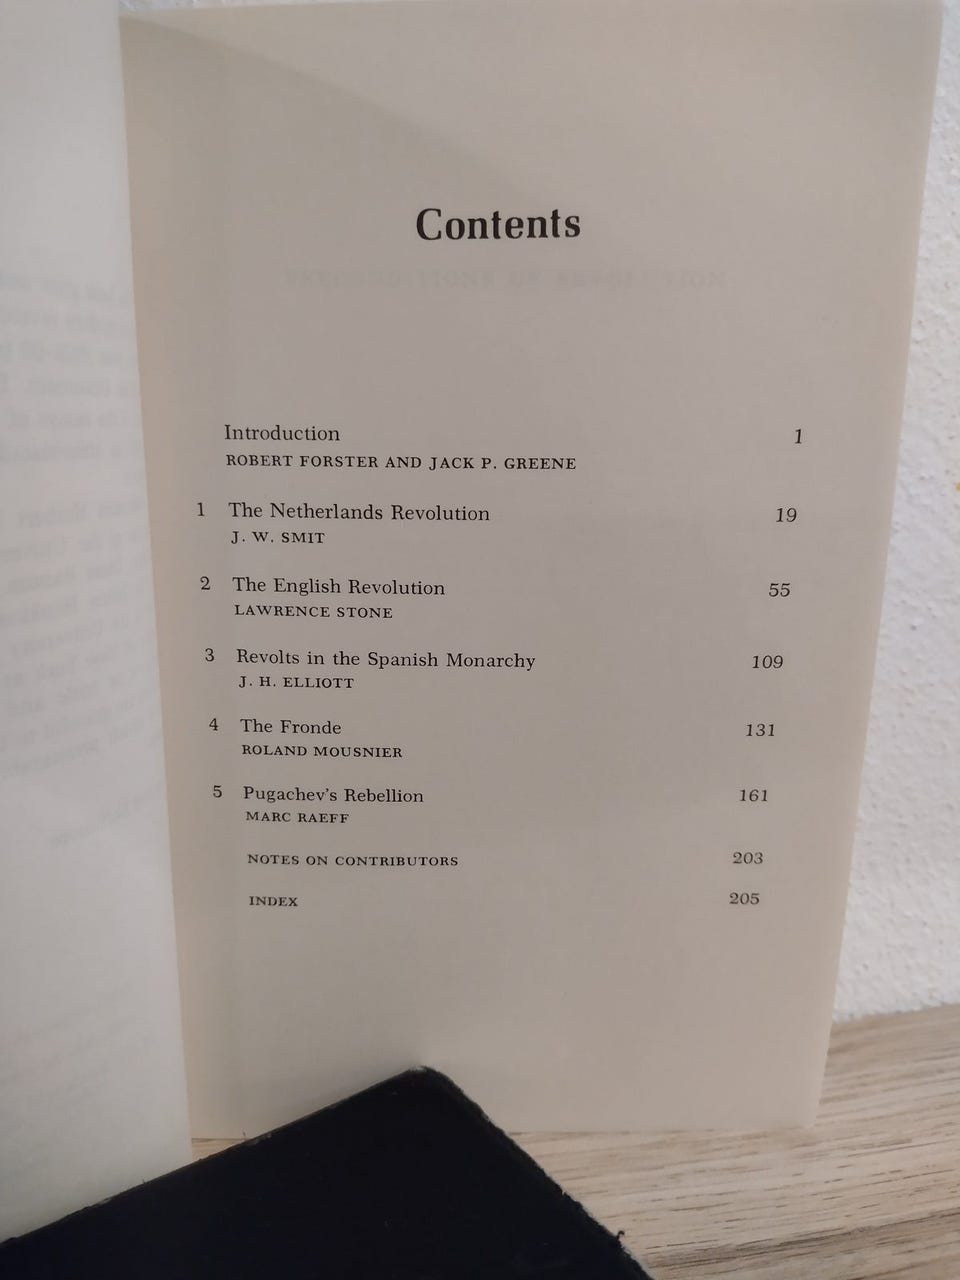 Contents
Introduction 1
ROBERT FORSTER AND JACK P. GREENE
1 The Netherlands Revolution 19
J. W. SMIT
2 The English Revolution 55
LAWRENCE STONE
3 Revolts in the Spanish Monarchy 109
J. H. ELLIOTT
4 The Fronde 131
ROLAND MOUSNIER
5 Pugachev's Rebellion 161
MARC RAEFF
NOTES ON CONTRIBUTORS 203
INDEX 205